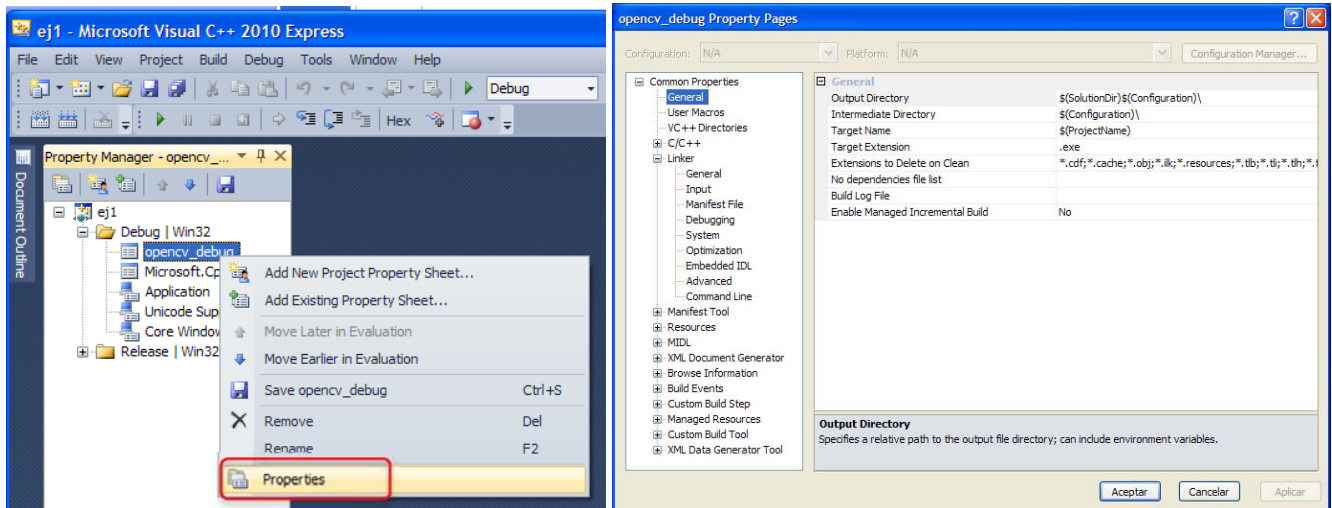 ej1 - Microsoft Visual C++ 2010 Express
File Edit View Project Build Debug Tools Window Help
Debug
Hex
Document Outline
Property Manager - opencv_...
ej1
Debug | Win32
opencv_debug
Microsoft.Cp
Application
Unicode Sup
Core Window
Release | Win32
Add New Project Property Sheet...
Add Existing Property Sheet...
Move Later in Evaluation
Move Earlier in Evaluation
Save opencv_debug Ctrl+S
Remove Del
Rename F2
Properties
opencv_debug Property Pages
Configuration: N/A Platform: N/A Configuration Manager...
Common Properties
General
User Macros
VC++ Directories
C/C++
Linker
General
Input
Manifest File
Debugging
System
Optimization
Embedded IDL
Advanced
Command Line
Manifest Tool
Resources
MIDL
XML Document Generator
Browse Information
Build Events
Custom Build Step
Managed Resources
Custom Build Tool
XML Data Generator Tool
General
Output Directory $(SolutionDir)$(Configuration)\
Intermediate Directory $(Configuration)\
Target Name $(ProjectName)
Target Extension .exe
Extensions to Delete on Clean *.cdf;*.cache;*.obj;*.ilk;*.resources;*.tlb;*.tli;*.tlh;*.t
No dependencies file list
Build Log File
Enable Managed Incremental Build No
Output Directory
Specifies a relative path to the output file directory; can include environment variables.
Aceptar Cancelar Aplicar